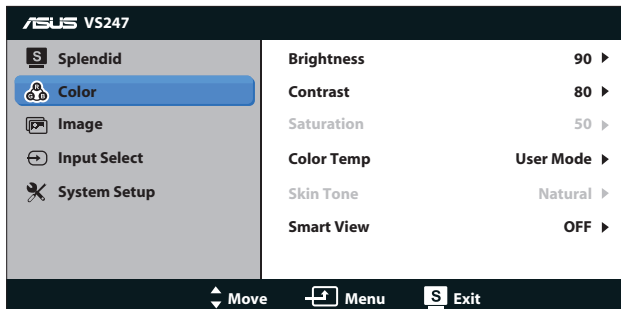 ASUS VS247
S Splendid
Color
Image
Input Select
System Setup
Brightness 90
Contrast 80
Saturation 50
Color Temp User Mode
Skin Tone Natural
Smart View OFF
Move Menu S Exit